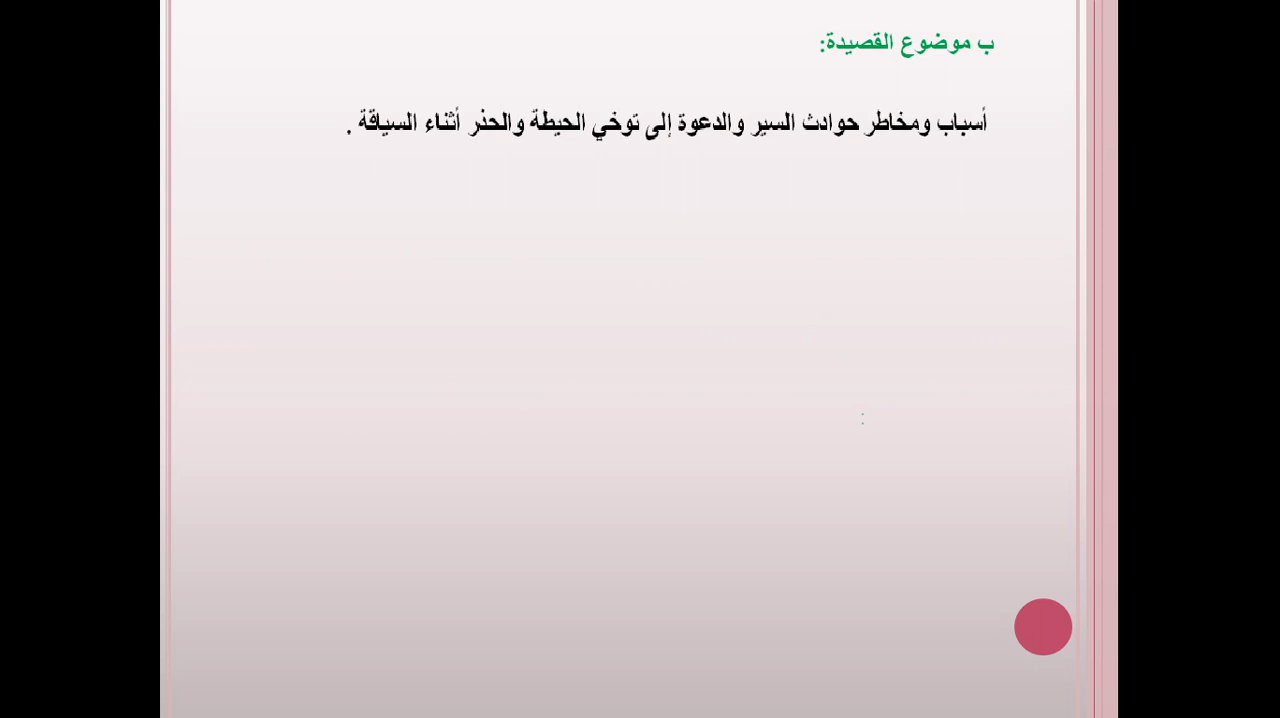 ب موضوع القصيدة:
أسباب ومخاطر حوادث السير والدعوة إلى توخي الحيطة والحذر أثناء السياقة .
: